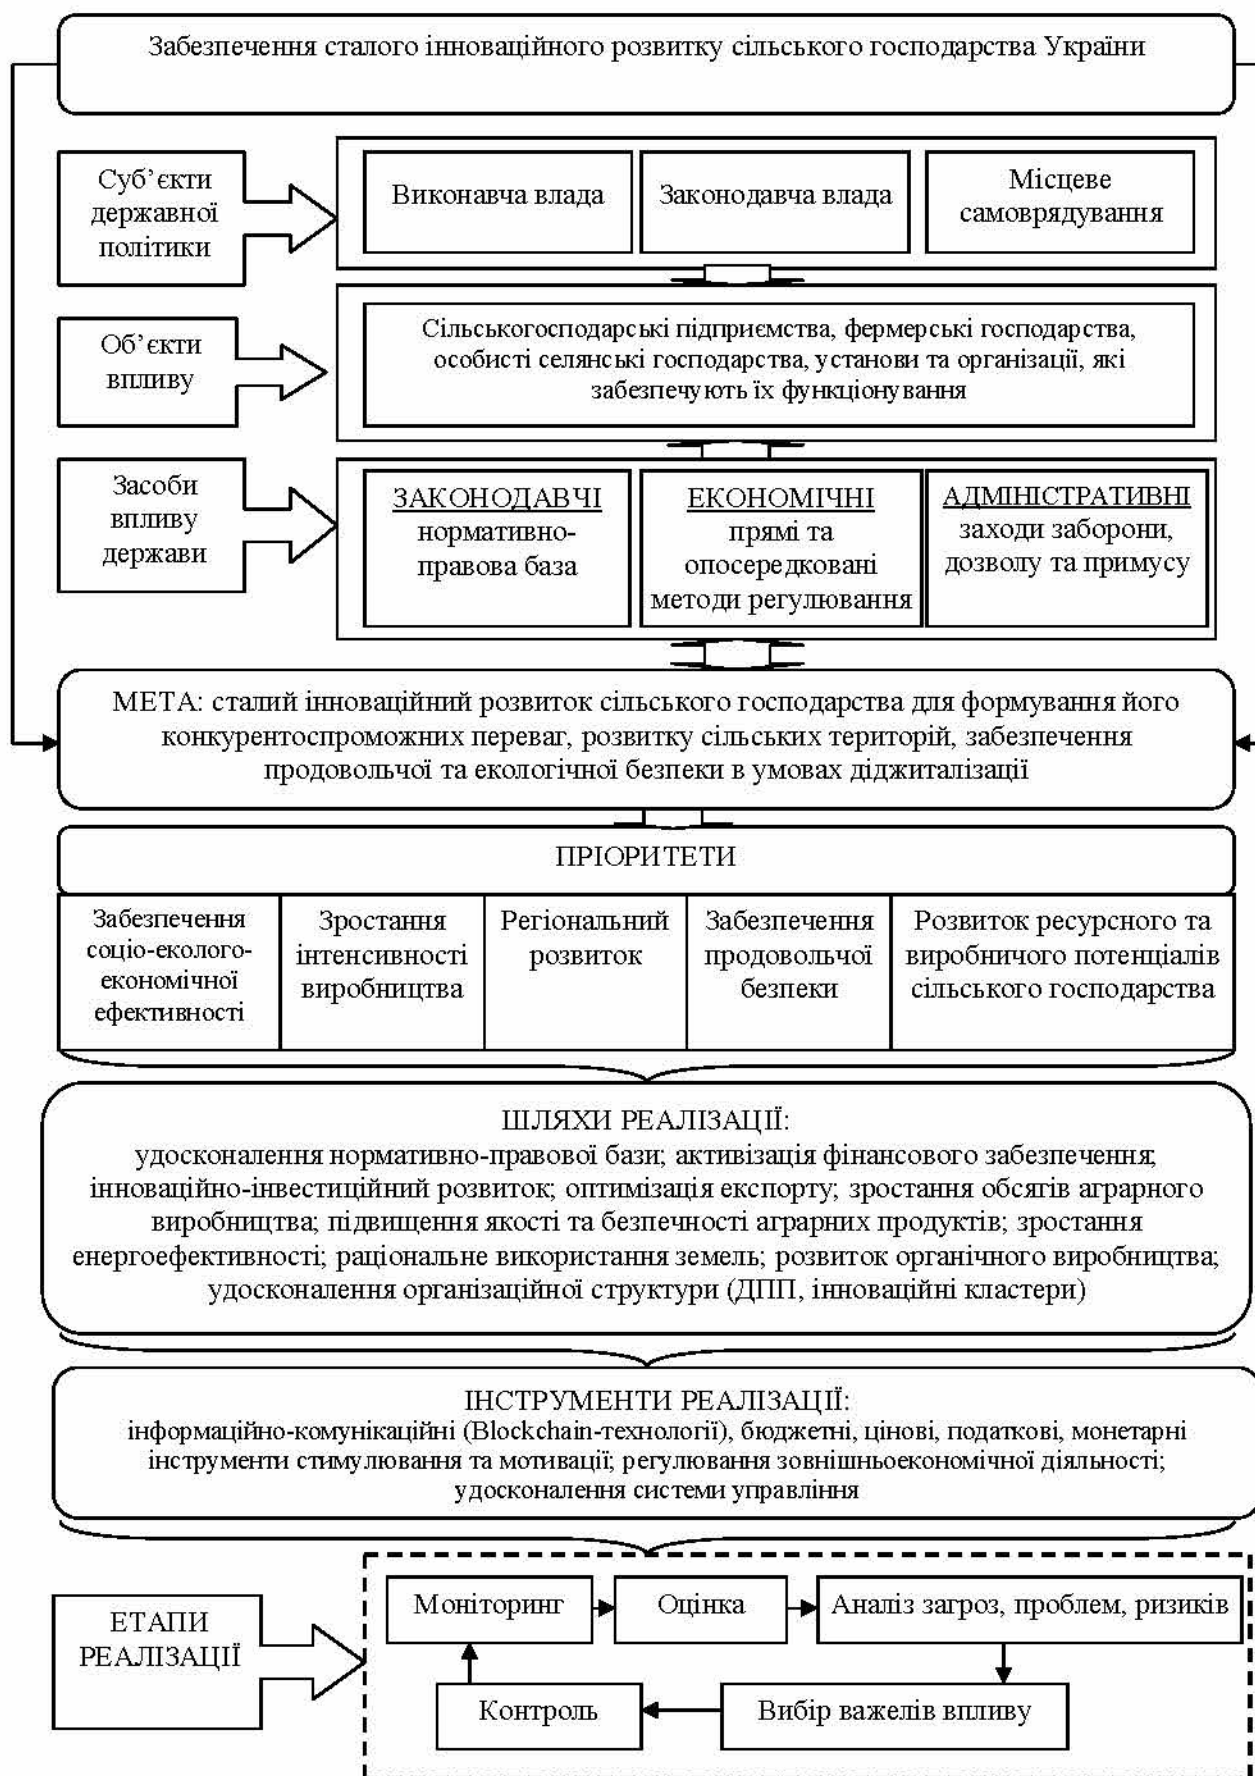 Забезпечення сталого інноваційного розвитку сільського господарства України
Суб’єкти
державної
політики
Виконавча влада
Законодавча влада
Місцеве
самоврядування
Об’єкти
впливу
Сільськогосподарські підприємства, фермерські господарства,
особисті селянські господарства, установи та організації, які
забезпечують їх функціонування
Засоби
впливу
держави
ЗАКОНОДАВЧІ
нормативно-
правова база
ЕКОНОМІЧНІ
прямі та
опосередковані
методи регулювання
АДМІНІСТРАТИВНІ
заходи заборони,
дозволу та примусу
МЕТА: сталий інноваційний розвиток сільського господарства для формування його
конкурентоспроможних переваг, розвитку сільських територій, забезпечення
продовольчої та екологічної безпеки в умовах діджиталізації
ПРІОРИТЕТИ
Забезпечення
соціо-еколого-
економічної
ефективності
Зростання
інтенсивності
виробництва
Регіональний
розвиток
Забезпечення
продовольчої
безпеки
Розвиток ресурсного та
виробничого потенціалів
сільського господарства
ШЛЯХИ РЕАЛІЗАЦІЇ:
удосконалення нормативно-правової бази; активізація фінансового забезпечення;
інноваційно-інвестиційний розвиток; оптимізація експорту; зростання обсягів аграрного
виробництва; підвищення якості та безпечності аграрних продуктів; зростання
енергоефективності; раціональне використання земель; розвиток органічного виробництва;
удосконалення організаційної структури (ДПП, інноваційні кластери)
ІНСТРУМЕНТИ РЕАЛІЗАЦІЇ:
інформаційно-комунікаційні (Blockchain-технології), бюджетні, цінові, податкові, монетарні
інструменти стимулювання та мотивації; регулювання зовнішньоекономічної діяльності;
удосконалення системи управління
ЕТАПИ
РЕАЛІЗАЦІЇ
Моніторинг
Оцінка
Аналіз загроз, проблем, ризиків
Контроль
Вибір важелів впливу